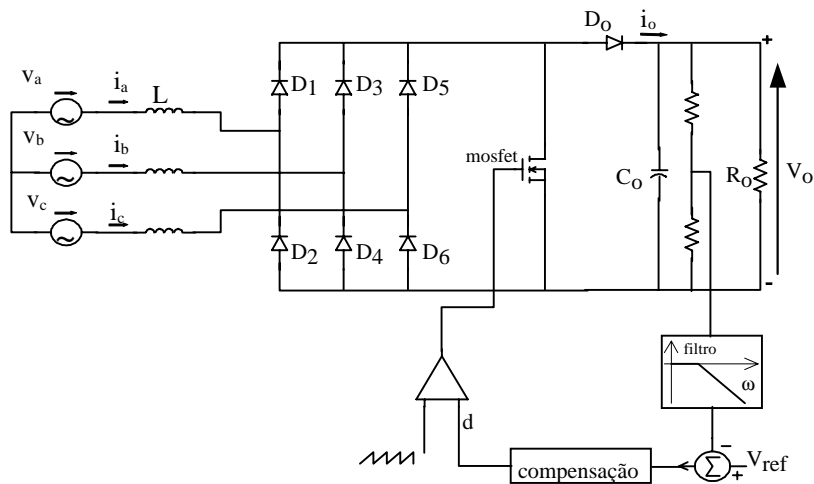 Do
io
va
ia
L
D1
D3
D5
+
vb
ib
mosfet
Co
Ro
Vo
vc
ic
D2
D4
D6
-
filtro
ω
d
−
compensação
Σ
+
Vref